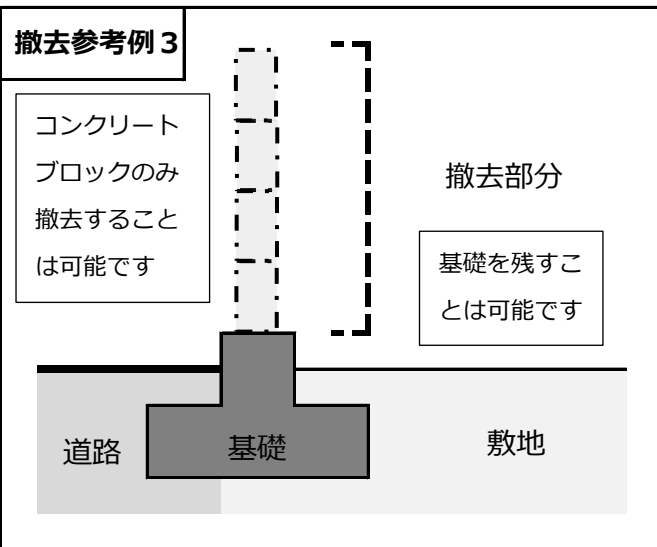 撤去参考例３
コンクリート
ブロックのみ
撤去すること
は可能です
撤去部分
基礎を残すこ
とは可能です
道路
基礎
敷地